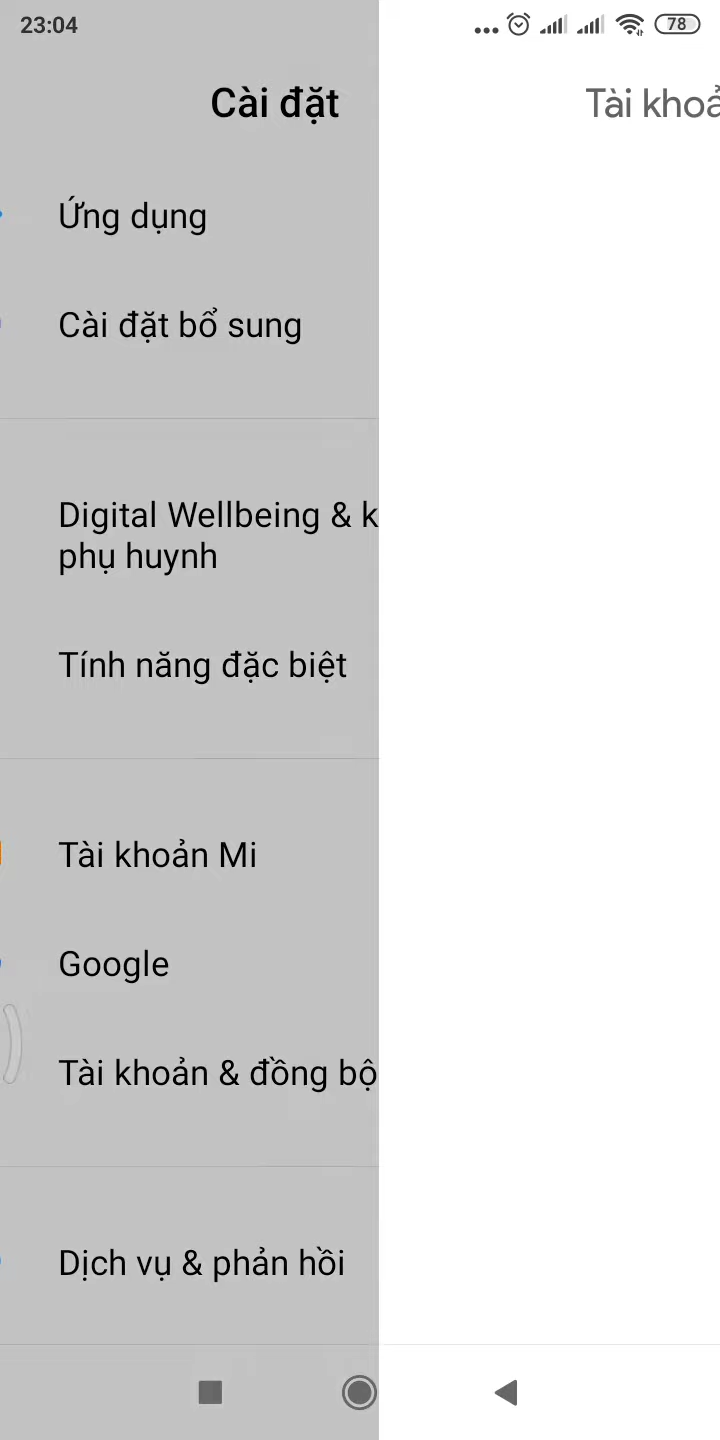 23:04
78
Cài đặt
Tài
Ứng dụng
Cài đặt bổ sung
Digital Wellbeing &
phụ huynh
Tính năng đặc biệt
Tài khoản Mi
Google
Tài khoản & đồng bộ
Dịch vụ & phản hồi